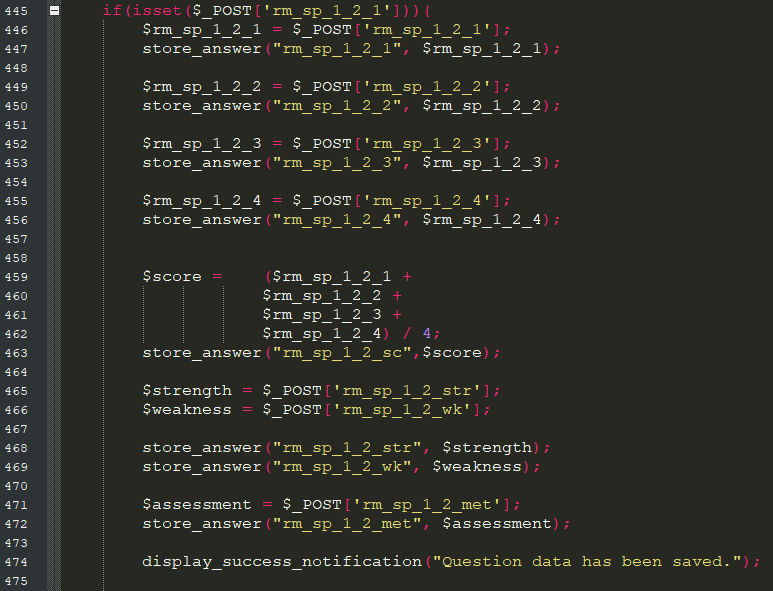 445 if(isset($_POST['rm_sp_1_2_1'])){
446 $rm_sp_1_2_1 = $_POST['rm_sp_1_2_1'];
447 store_answer("rm_sp_1_2_1", $rm_sp_1_2_1);
448
449 $rm_sp_1_2_2 = $_POST['rm_sp_1_2_2'];
450 store_answer("rm_sp_1_2_2", $rm_sp_1_2_2);
451
452 $rm_sp_1_2_3 = $_POST['rm_sp_1_2_3'];
453 store_answer("rm_sp_1_2_3", $rm_sp_1_2_3);
454
455 $rm_sp_1_2_4 = $_POST['rm_sp_1_2_4'];
456 store_answer("rm_sp_1_2_4", $rm_sp_1_2_4);
457
458
459 $score = ($rm_sp_1_2_1 +
460 $rm_sp_1_2_2 +
461 $rm_sp_1_2_3 +
462 $rm_sp_1_2_4) / 4;
463 store_answer("rm_sp_1_2_sc",$score);
464
465 $strength = $_POST['rm_sp_1_2_str'];
466 $weakness = $_POST['rm_sp_1_2_wk'];
467
468 store_answer("rm_sp_1_2_str", $strength);
469 store_answer("rm_sp_1_2_wk", $weakness);
470
471 $assessment = $_POST['rm_sp_1_2_met'];
472 store_answer("rm_sp_1_2_met", $assessment);
473
474 display_success_notification("Question data has been saved.");
475